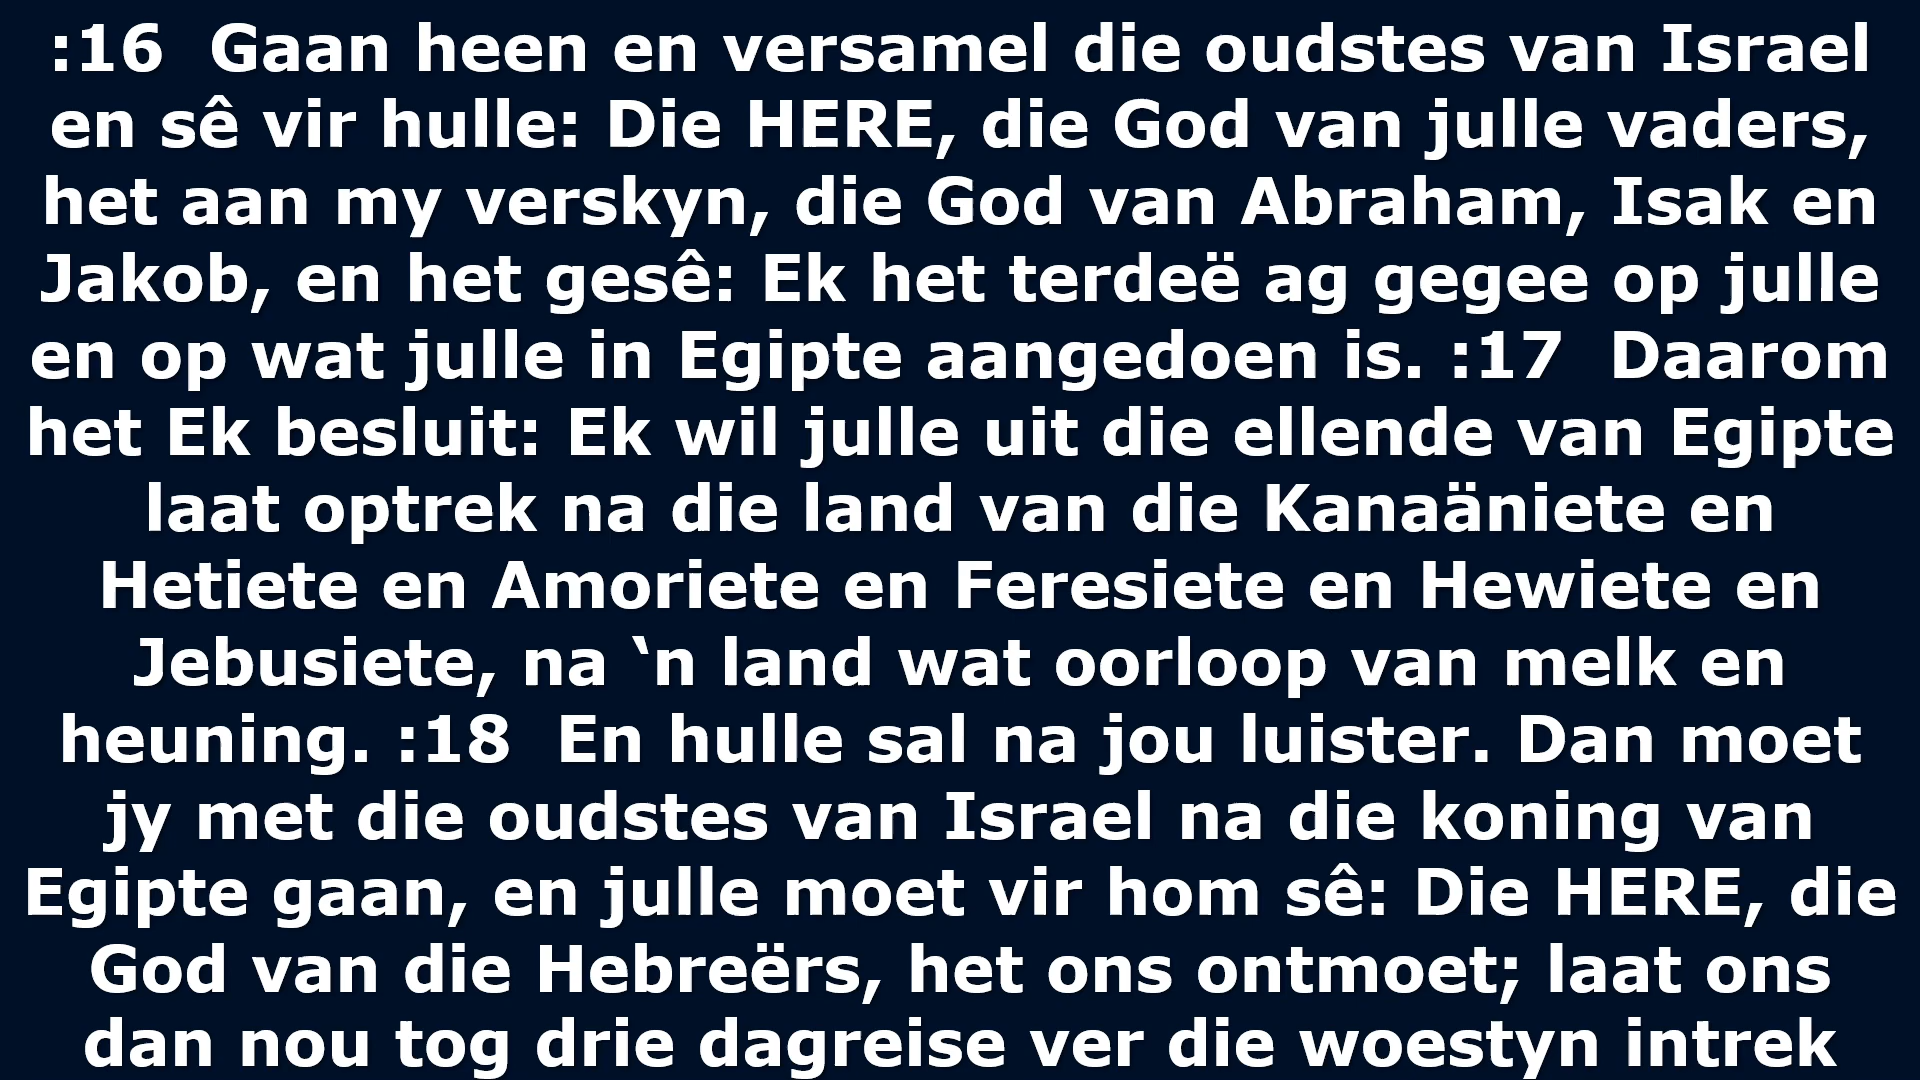 :16  Gaan heen en versamel die oudstes van Israel
en sê vir hulle: Die HERE, die God van julle vaders,
het aan my verskyn, die God van Abraham, Isak en
Jakob, en het gesê: Ek het terdeë ag gegee op julle
en op wat julle in Egipte aangedoen is. :17  Daarom
het Ek besluit: Ek wil julle uit die ellende van Egipte
laat optrek na die land van die Kanaäniete en
Hetiete en Amoriete en Feresiete en Hewiete en
Jebusiete, na ‛n land wat oorloop van melk en
heuning. :18  En hulle sal na jou luister. Dan moet
jy met die oudstes van Israel na die koning van
Egipte gaan, en julle moet vir hom sê: Die HERE, die
God van die Hebreërs, het ons ontmoet; laat ons
dan nou tog drie dagreise ver die woestyn intrek